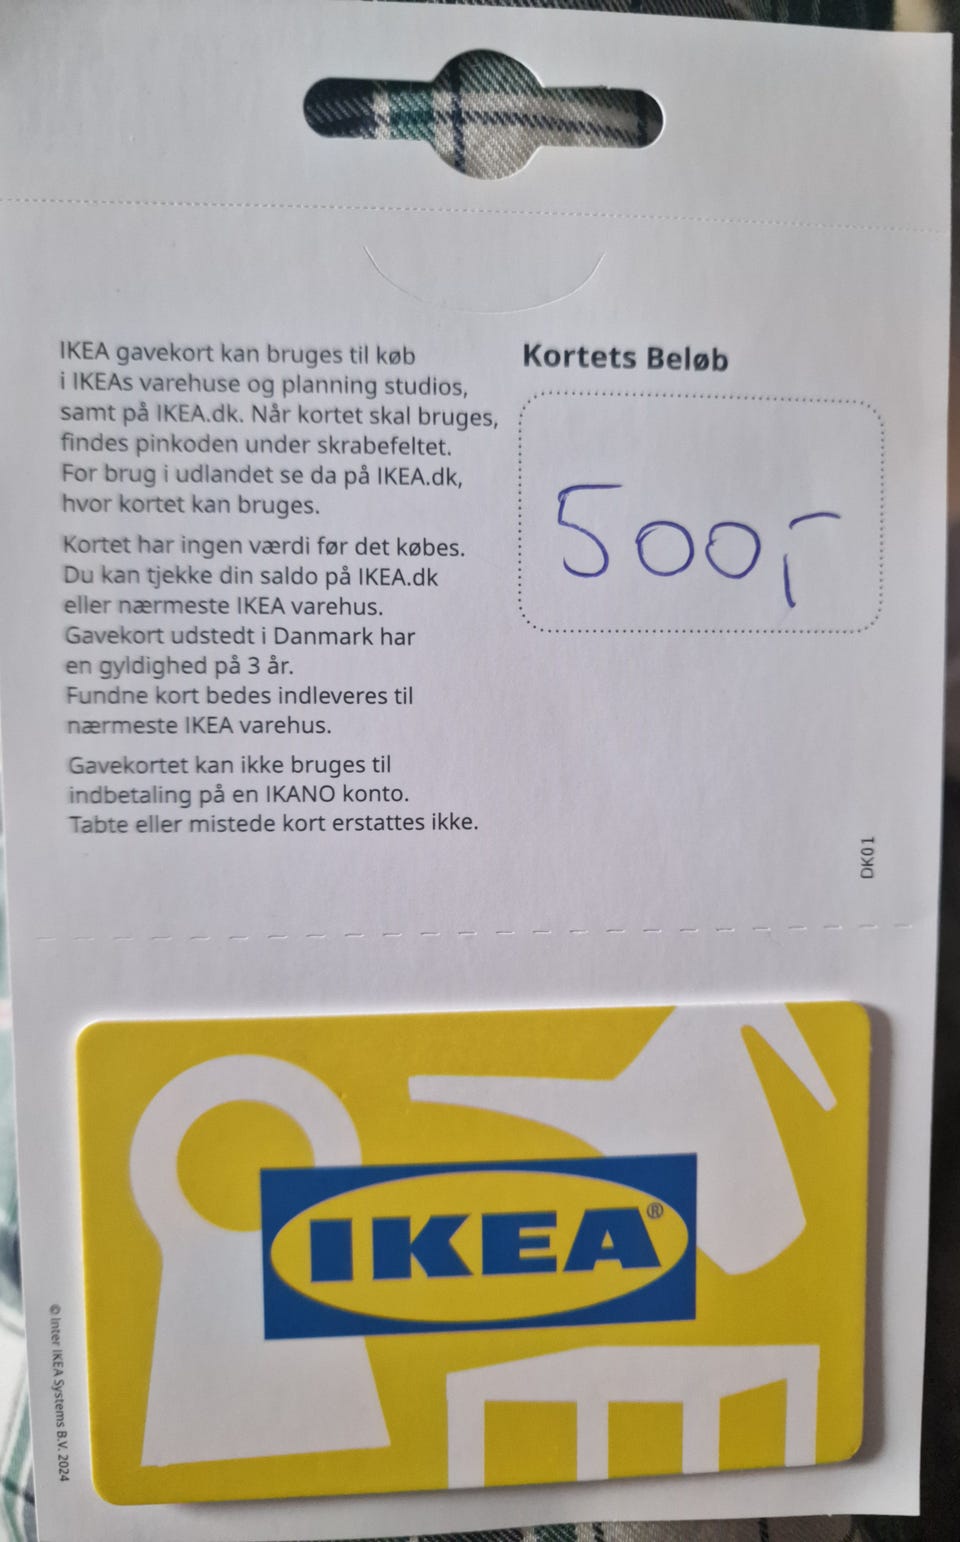 IKEA gavekort kan bruges til køb
i IKEAs varehuse og planning studios,
samt på IKEA.dk. Når kortet skal bruges,
findes pinkoden under skrabefeltet.
For brug i udlandet se da på IKEA.dk,
hvor kortet kan bruges.
Kortet har ingen værdi før det købes.
Du kan tjekke din saldo på IKEA.dk
eller nærmeste IKEA varehus.
Gavekort udstedt i Danmark har
en gyldighed på 3 år.
Fundne kort bedes indleveres til
nærmeste IKEA varehus.
Gavekortet kan ikke bruges til
indbetaling på en IKANO konto.
Tabte eller mistede kort erstattes ikke.
Kortets Beløb
500,-
DK01
IKEA®
© Inter IKEA Systems B.V. 2024